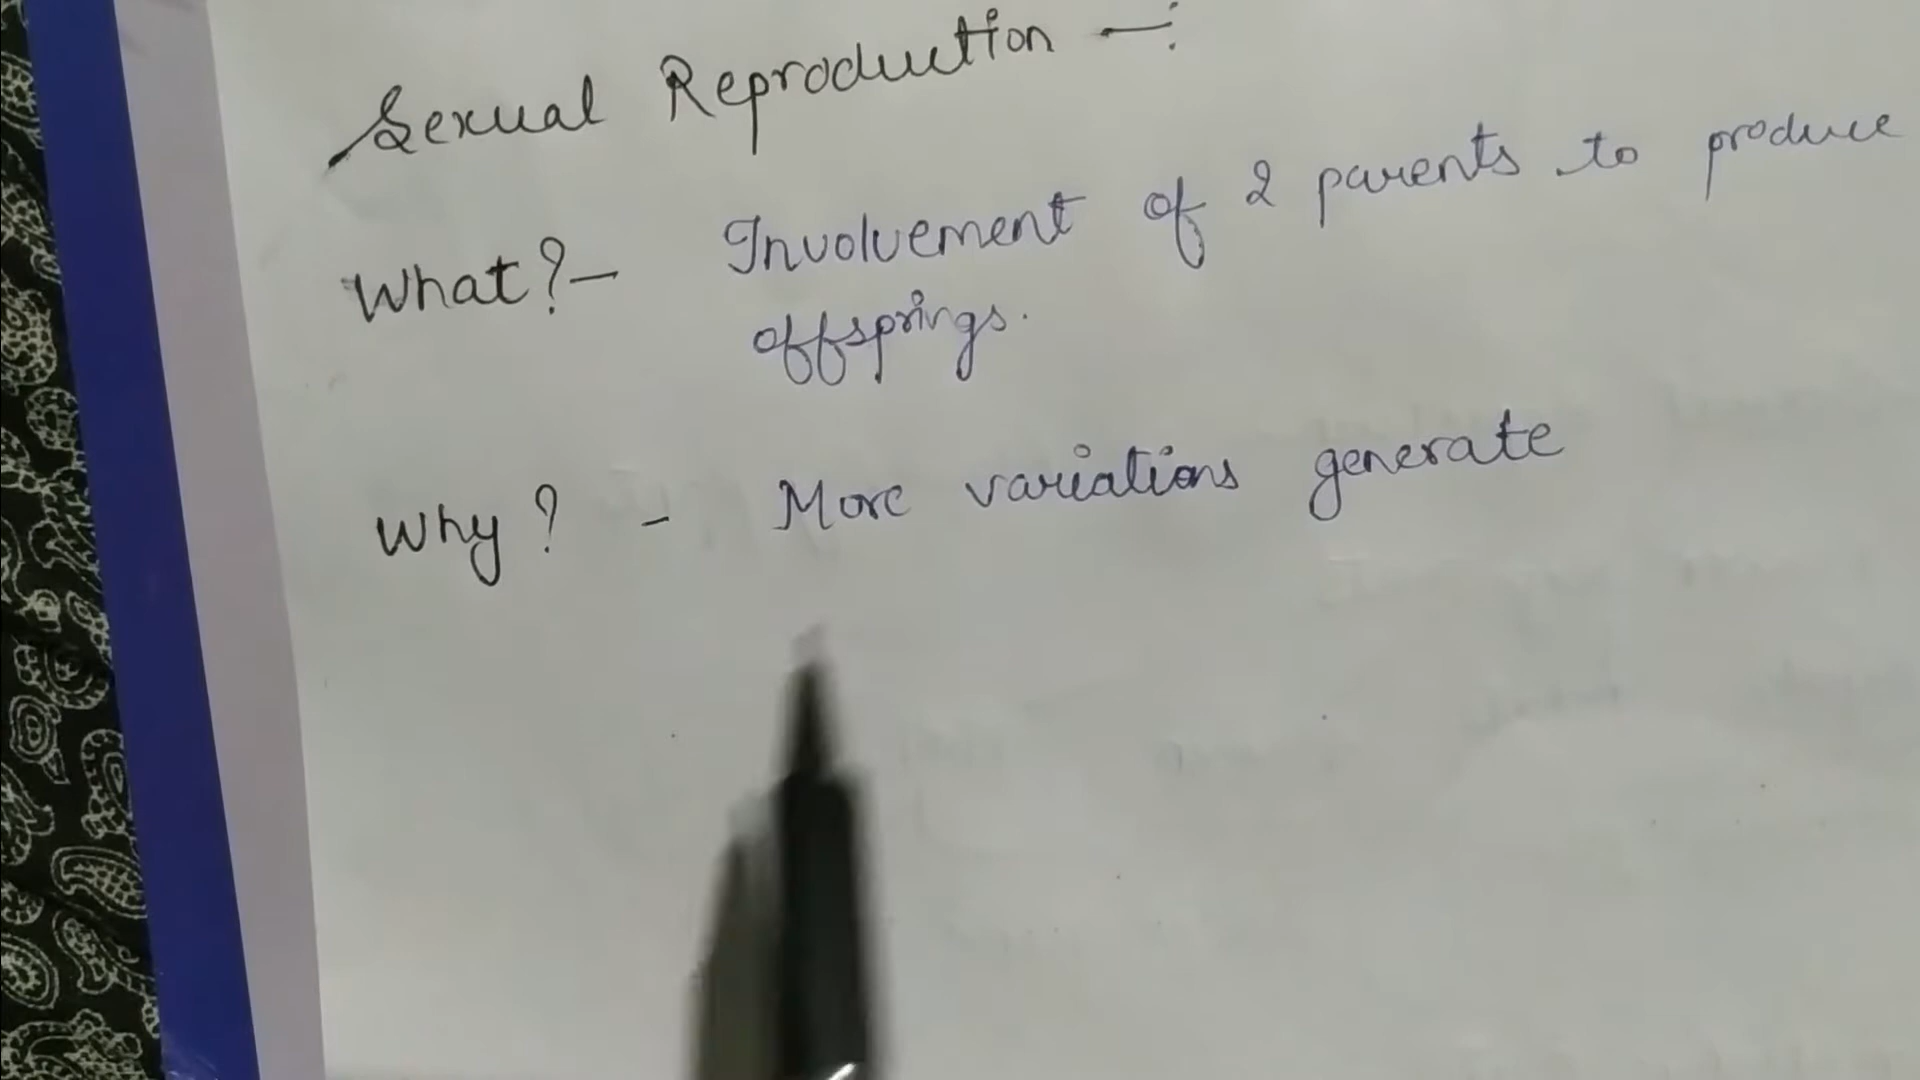 Sexual Reproduction —:
What? - Involvement of 2 parents to produce
offsprings.
Why? - More variations generate